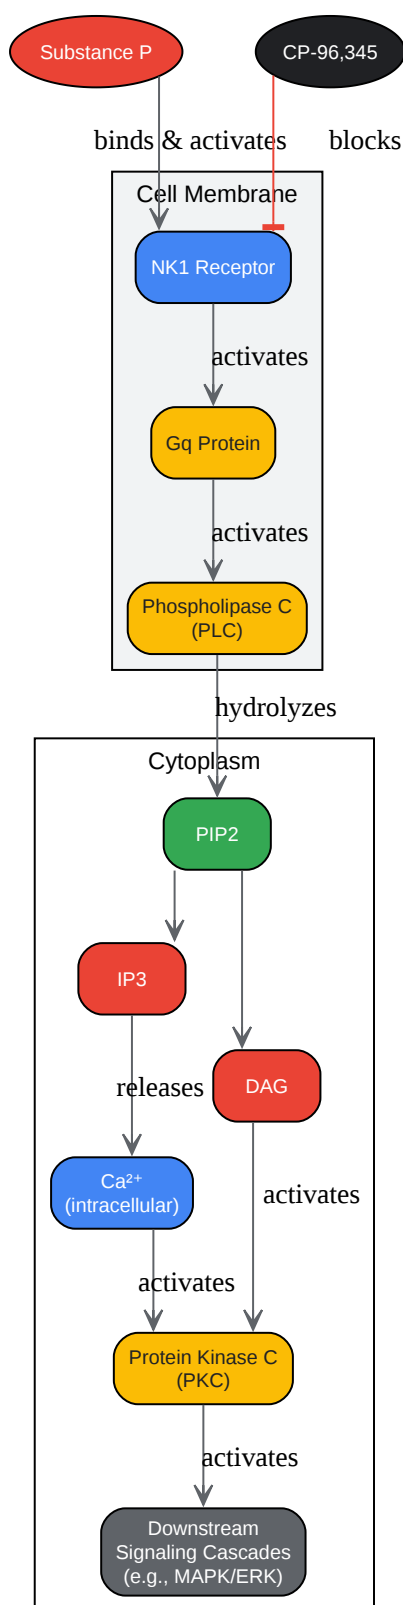 Substance P
CP-96,345
binds & activates
blocks
Cell Membrane
NK1 Receptor
activates
Gq Protein
activates
Phospholipase C
(PLC)
hydrolyzes
Cytoplasm
PIP2
IP3
DAG
releases
Ca²⁺
(intracellular)
activates
activates
Protein Kinase C
(PKC)
activates
Downstream
Signaling Cascades
(e.g., MAPK/ERK)